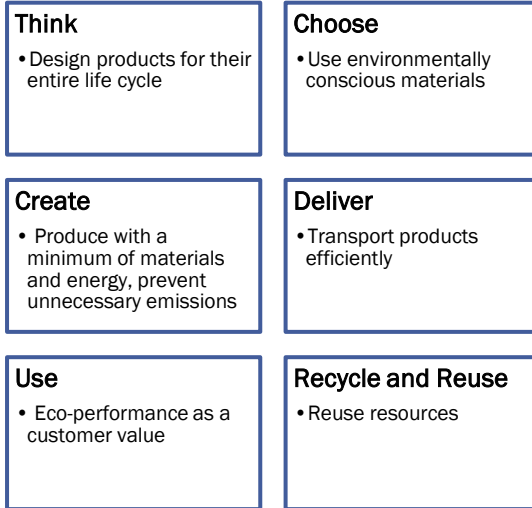 Think
•Design products for their
entire life cycle
Choose
•Use environmentally
conscious materials
Create
• Produce with a
minimum of materials
and energy, prevent
unnecessary emissions
Deliver
•Transport products
efficiently
Use
• Eco-performance as a
customer value
Recycle and Reuse
•Reuse resources